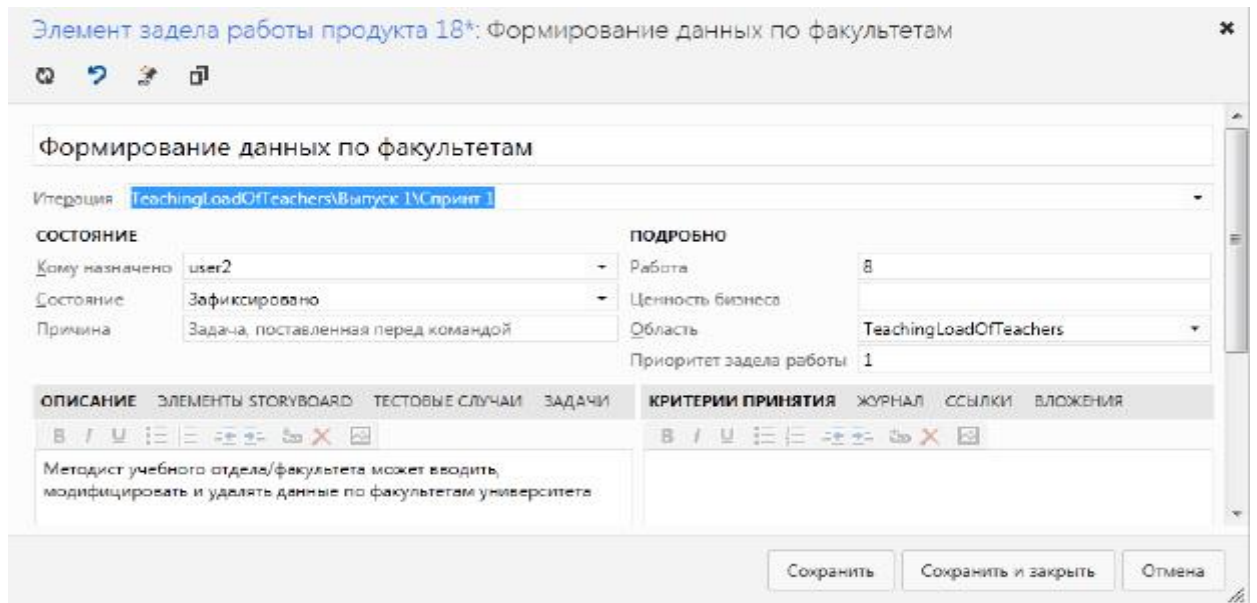 Элемент задела работы продукта 18*: Формирование данных по факультетам
Формирование данных по факультетам
Итерация TeachingLoadOfTeachers\Выпуск 1\Спринт 1
СОСТОЯНИЕ ПОДРОБНО
Кому назначено user2 Работа 8
Состояние Зафиксировано Ценность бизнеса
Причина Задача, поставленная перед командой Область TeachingLoadOfTeachers
Приоритет задела работы 1
ОПИСАНИЕ ЭЛЕМЕНТЫ STORYBOARD ТЕСТОВЫЕ СЛУЧАИ ЗАДАЧИ КРИТЕРИИ ПРИНЯТИЯ ЖУРНАЛ ССЫЛКИ ВЛОЖЕНИЯ
B I U B I U
Методист учебного отдела/факультета может вводить,
модифицировать и удалять данные по факультетам университета
Сохранить Сохранить и закрыть Отмена